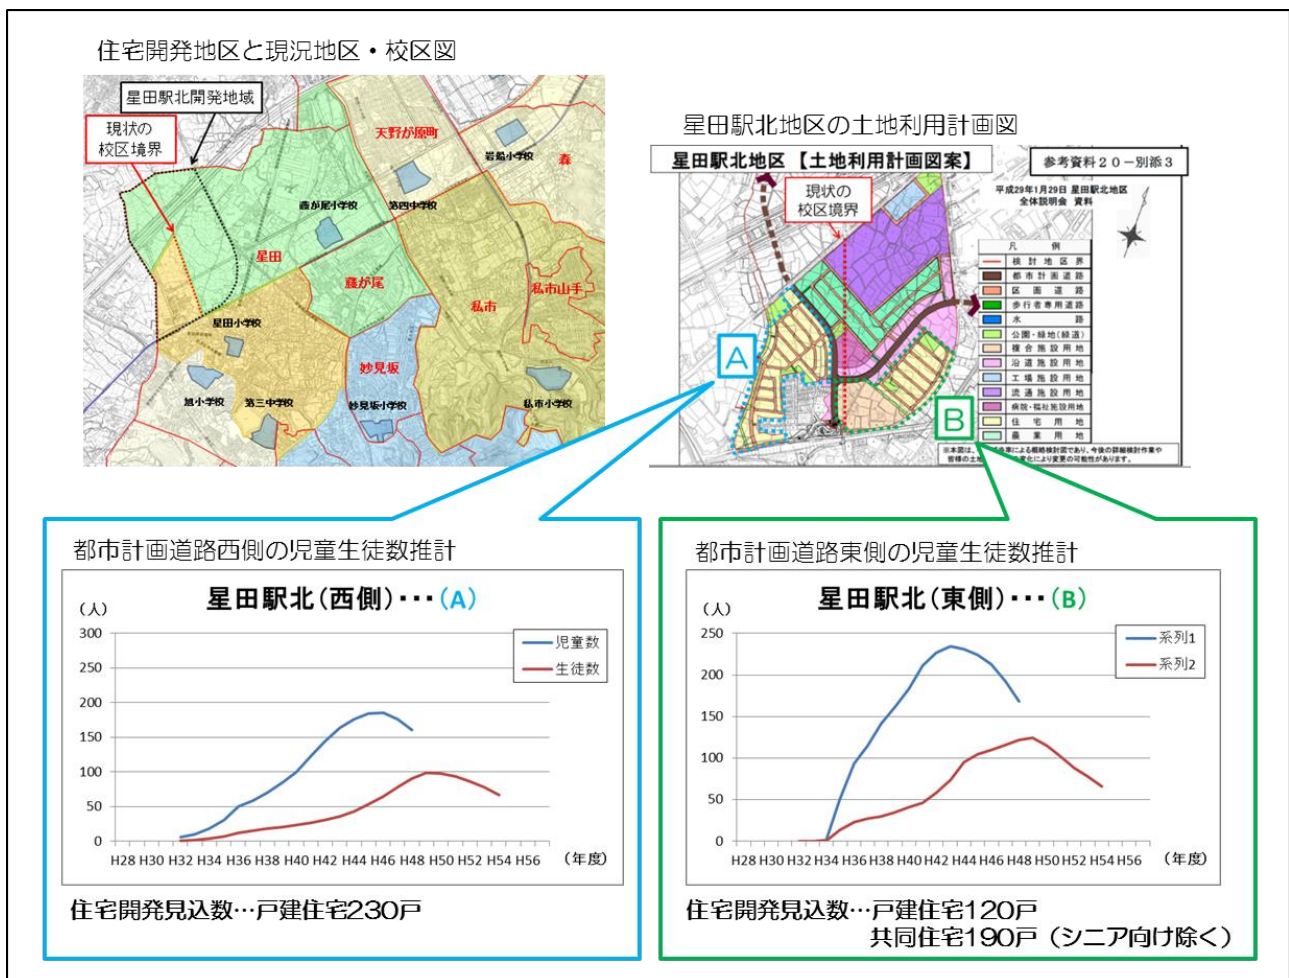 住宅開発地区と現況地区・校区図
星田駅北開発地域
現状の
校区境界
天野が原町
岩船小学校
森
藤が尾小学校
第四中学校
星田
藤が尾
私市
私市山手
星田小学校
妙見坂
旭小学校
第三中学校
妙見坂小学校
私市小学校
星田駅北地区の土地利用計画図
星田駅北地区【土地利用計画図案】
参考資料20-別添3
現状の
校区境界
平成29年1月29日 星田駅北地区
全体説明会 資料
凡例
検討地区界
都市計画道路
区画道路
歩行者専用道路
水路
公園・緑地(緑道)
複合施設用地
沿道施設用地
工場施設用地
流通施設用地
病院・福祉施設用地
住宅用地
農業用地
A
B
都市計画道路西側の児童生徒数推計
星田駅北(西側)･･･(A)
(人)
300
250
200
150
100
50
0
児童数
生徒数
H28 H30 H32 H34 H36 H38 H40 H42 H44 H46 H48 H50 H52 H54 H56
(年度)
住宅開発見込数…戸建住宅230戸
都市計画道路東側の児童生徒数推計
星田駅北(東側)･･･(B)
(人)
250
200
150
100
50
0
系列1
系列2
H28 H30 H32 H34 H36 H38 H40 H42 H44 H46 H48 H50 H52 H54 H56
(年度)
住宅開発見込数…戸建住宅120戸
共同住宅190戸(シニア向け除く)